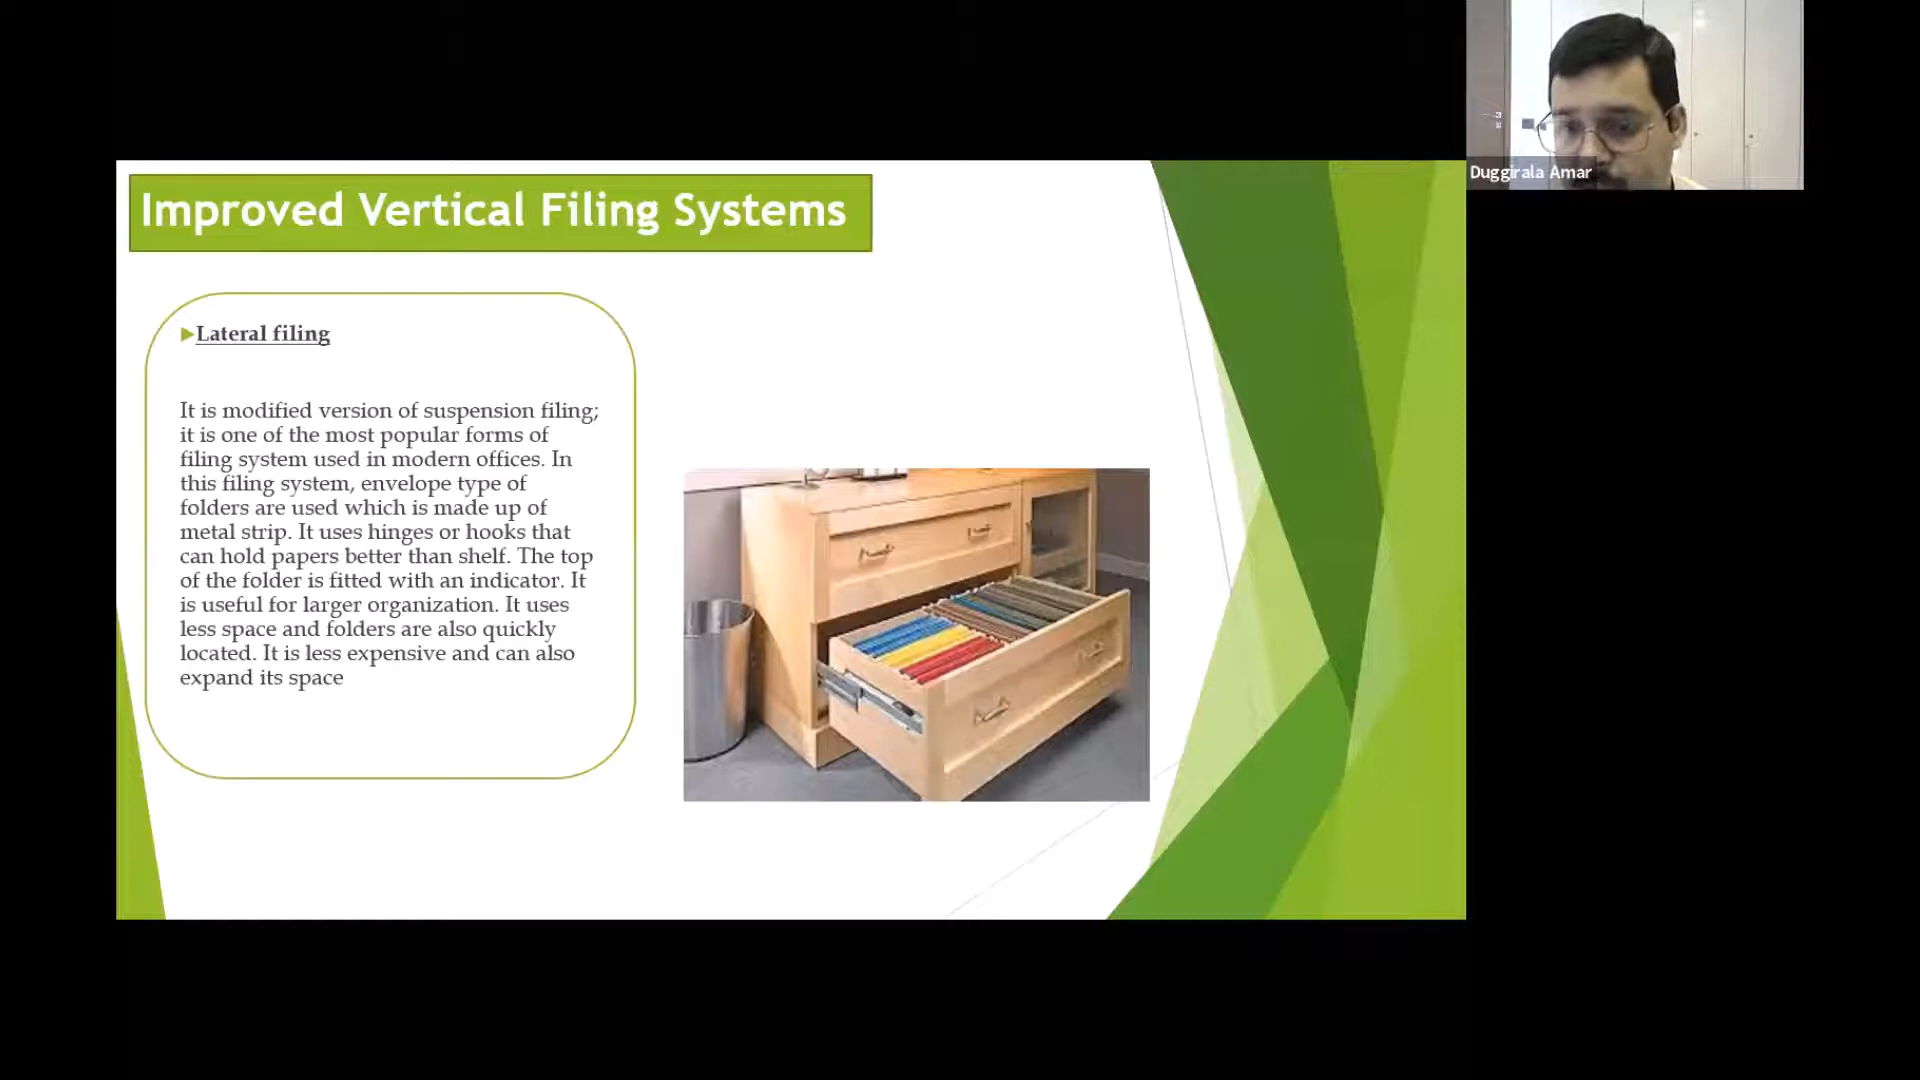 Improved Vertical Filing Systems
Lateral filing
It is modified version of suspension filing;
it is one of the most popular forms of
filing system used in modern offices. In
this filing system, envelope type of
folders are used which is made up of
metal strip. It uses hinges or hooks that
can hold papers better than shelf. The top
of the folder is fitted with an indicator. It
is useful for larger organization. It uses
less space and folders are also quickly
located. It is less expensive and can also
expand its space
Duggirala Amar